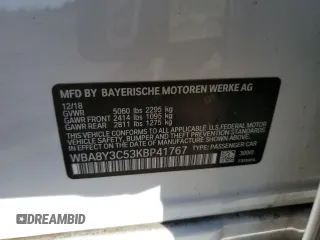 MFD BY BAYERISCHE MOTOREN WERKE AG
12/18
GVWR 5060 lbs 2295 kg
GAWR FRONT 2414 lbs 1095 kg
GAWR REAR 2811 lbs 1275 kg
THIS VEHICLE CONFORMS TO ALL APPLICABLE U.S. FEDERAL MOTOR
VEHICLE SAFETY, BUMPER, AND THEFT PREVENTION STANDARDS
IN EFFECT ON THE DATE OF MANUFACTURE SHOWN ABOVE.
WBA8Y3C53KBP41767 TYPE: PASSENGER CAR
AUTOBIDMASTER